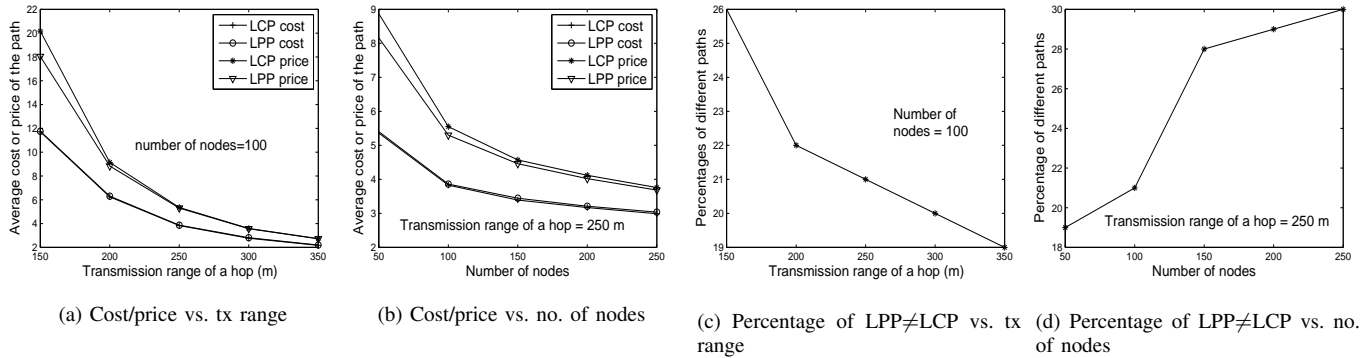 Average cost or price of the path
22
20
18
16
14
12
10
8
6
4
2
150 200 250 300 350
Transmission range of a hop (m)
LCP cost
LPP cost
LCP price
LPP price
number of nodes=100
(a) Cost/price vs. tx range
Average cost or price of the path
9
8
7
6
5
4
3
2
50 100 150 200 250
Number of nodes
LCP cost
LPP cost
LCP price
LPP price
Transmission range of a hop = 250 m
(b) Cost/price vs. no. of nodes
Percentages of different paths
26
25
24
23
22
21
20
19
150 200 250 300 350
Transmission range of a hop (m)
Number of
nodes = 100
(c) Percentage of LPP≠LCP vs. tx
range
Percentage of different paths
30
28
26
24
22
20
18
50 100 150 200 250
Number of nodes
Transmission range of a hop = 250 m
(d) Percentage of LPP≠LCP vs. no.
of nodes